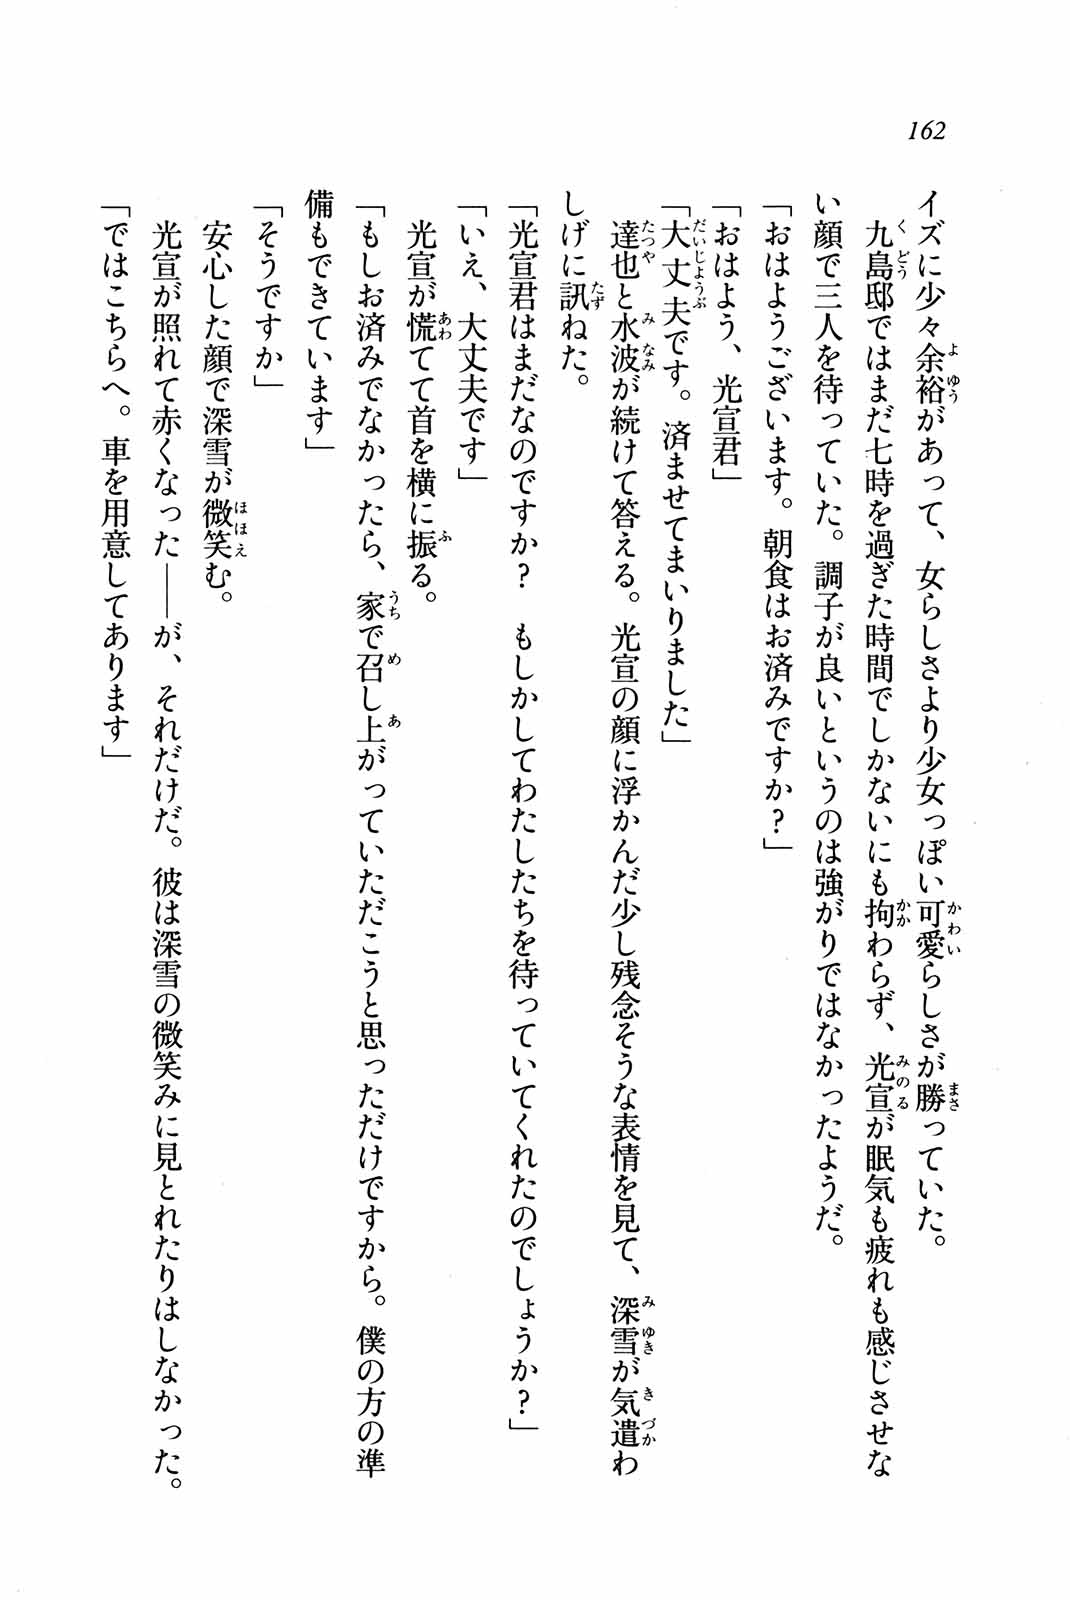 162
イズに少々余裕があって、女らしさより少女っぽい可愛らしさが勝っていた。
九島邸ではまだ七時を過ぎた時間でしかないにも拘わらず、光宣が眠気も疲れも感じさせな
い顔で三人を待っていた。調子が良いというのは強がりではなかったようだ。
「おはようございます。朝食はお済みですか?」
「おはよう、光宣君」
「大丈夫です。済ませてまいりました」
達也と水波が続けて答える。光宣の顔に浮かんだ少し残念そうな表情を見て、深雪が気遣わ
しげに訊ねた。
「光宣君はまだなのですか? もしかしてわたしたちを待っていてくれたのでしょうか?」
「いえ、大丈夫です」
光宣が慌てて首を横に振る。
「もしお済みでなかったら、家で召し上がっていただこうと思っただけですから。僕の方の準
備もできています」
「そうですか」
安心した顔で深雪が微笑む。
光宣が照れて赤くなった――が、それだけだ。彼は深雪の微笑みに見とれたりはしなかった。
「ではこちらへ。車を用意してあります」